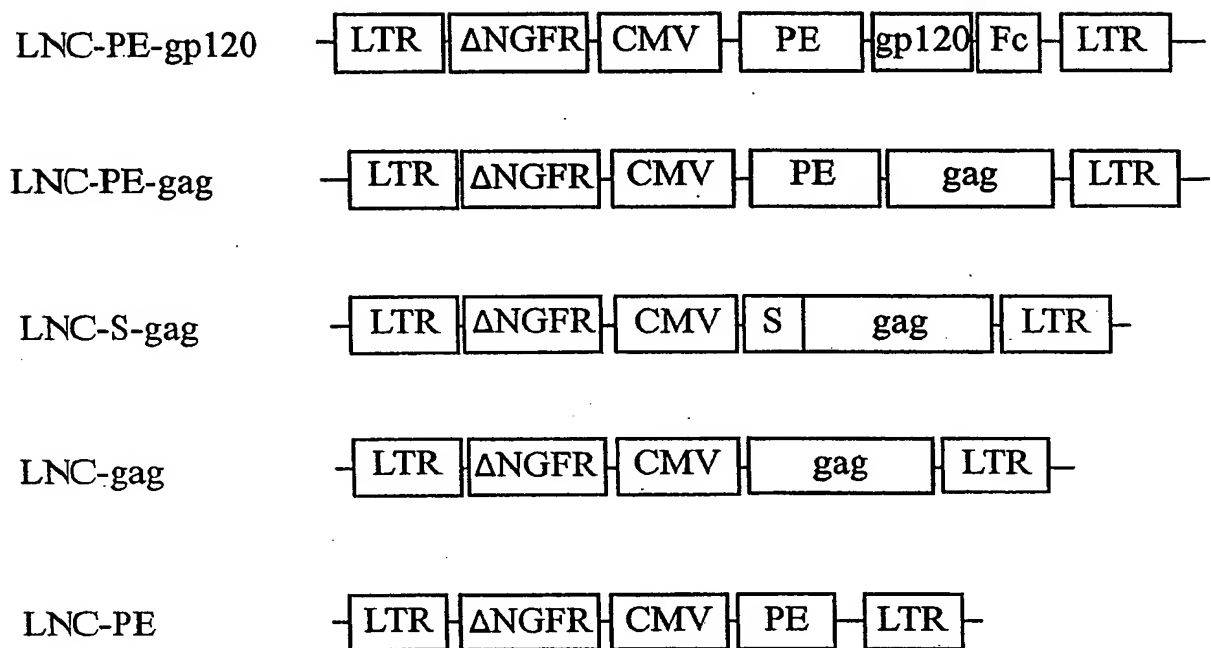 LNC-PE-gp120 LTR ΔNGFR CMV PE gp120 Fc LTR
LNC-PE-gag LTR ΔNGFR CMV PE gag LTR
LNC-S-gag LTR ΔNGFR CMV S gag LTR
LNC-gag LTR ΔNGFR CMV gag LTR
LNC-PE LTR ΔNGFR CMV PE LTR